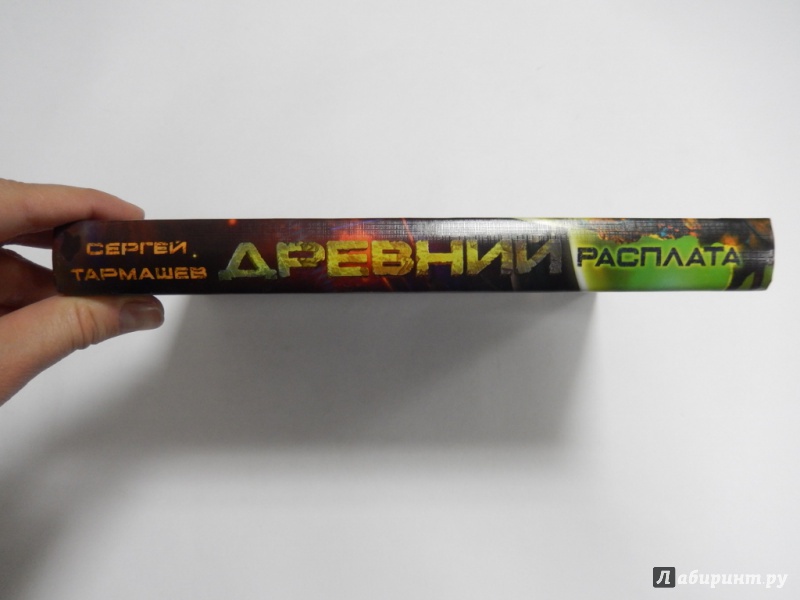 СЕРГЕЙ
ТАРМАШЕВ
ДРЕВНИЙ
РАСПЛАТА
Лабиринт.ру